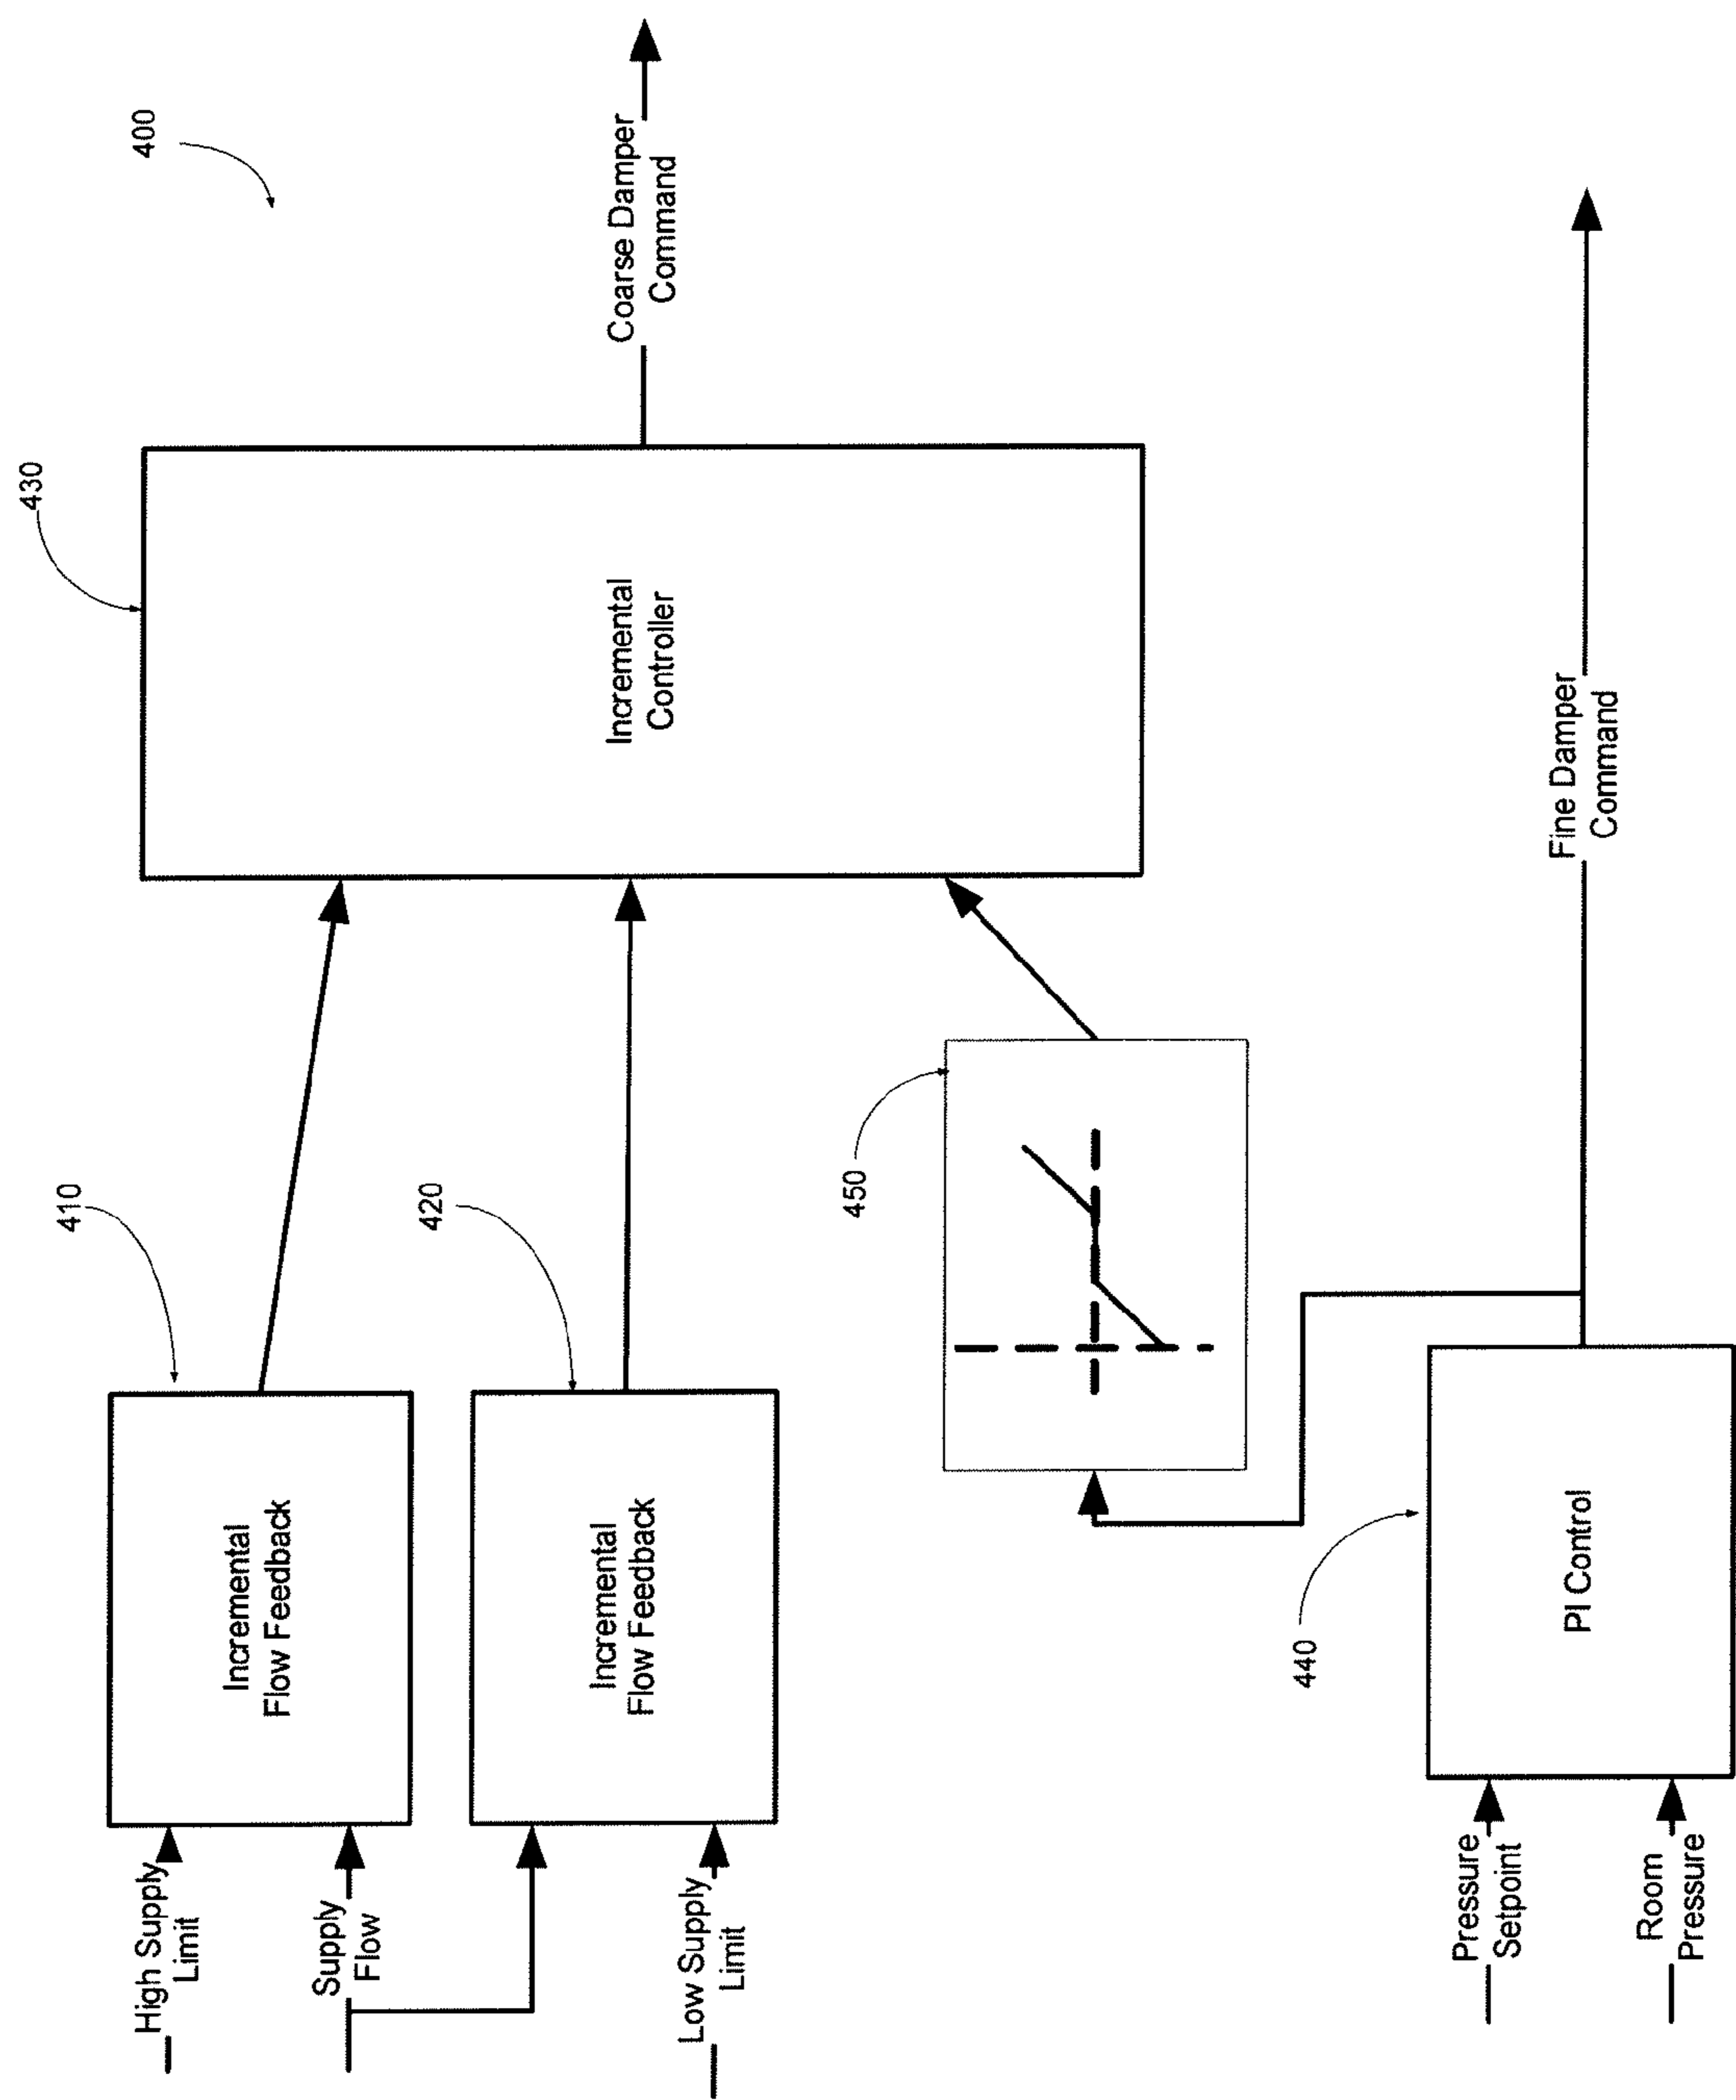 400
430
410
420
450
440
High Supply
Limit
Supply
Flow
Low Supply
Limit
Incremental
Flow Feedback
Incremental
Flow Feedback
Incremental
Controller
Coarse Damper
Command
Pressure
Setpoint
Room
Pressure
PI Control
Fine Damper
Command